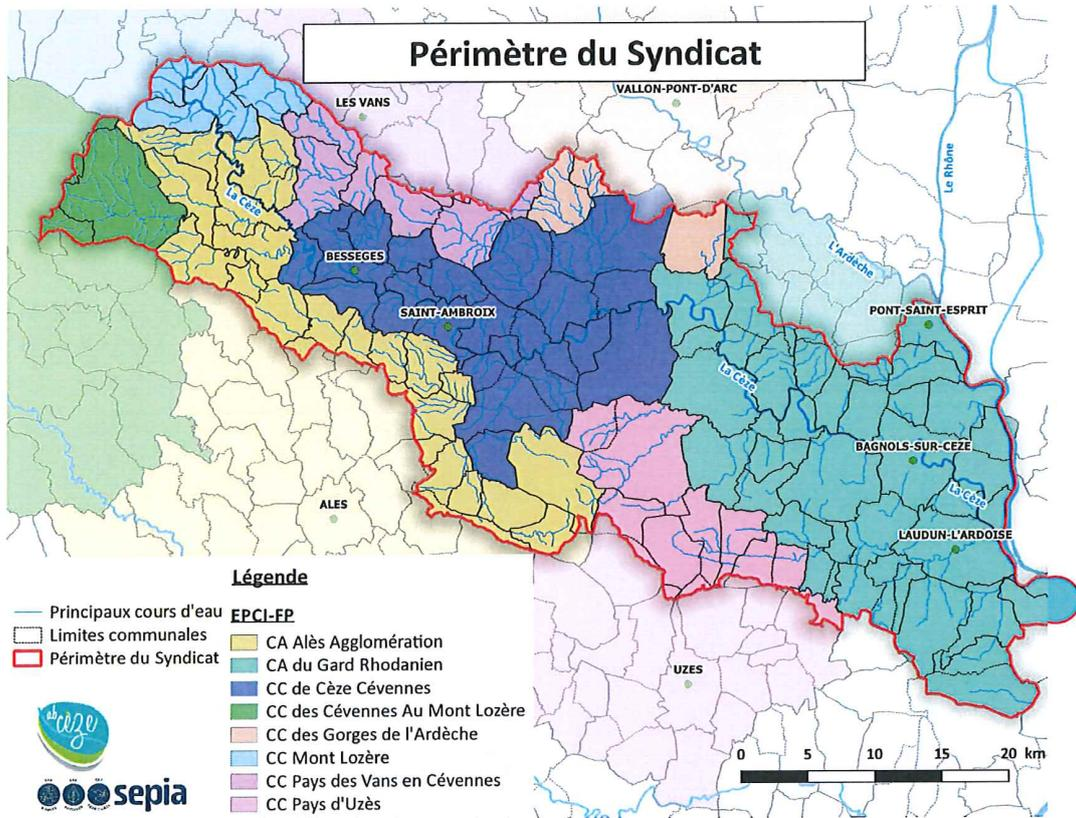 Périmètre du Syndicat
VALLON-PONT-D'ARC
LES VANS
Le Rhône
La Cèze
L'Ardèche
BESSEGES
SAINT-AMBROIX
PONT-SAINT-ESPRIT
La Cèze
BAGNOLS-SUR-CEZE
La Cèze
ALES
LAUDUN-L'ARDOISE
UZES
Légende
Principaux cours d'eau
Limites communales
Périmètre du Syndicat
EPCI-FP
CA Alès Agglomération
CA du Gard Rhodanien
CC de Cèze Cévennes
CC des Cévennes Au Mont Lozère
CC des Gorges de l'Ardèche
CC Mont Lozère
CC Pays des Vans en Cévennes
CC Pays d'Uzès
0 5 10 15 20 km
ab cèze
sepia